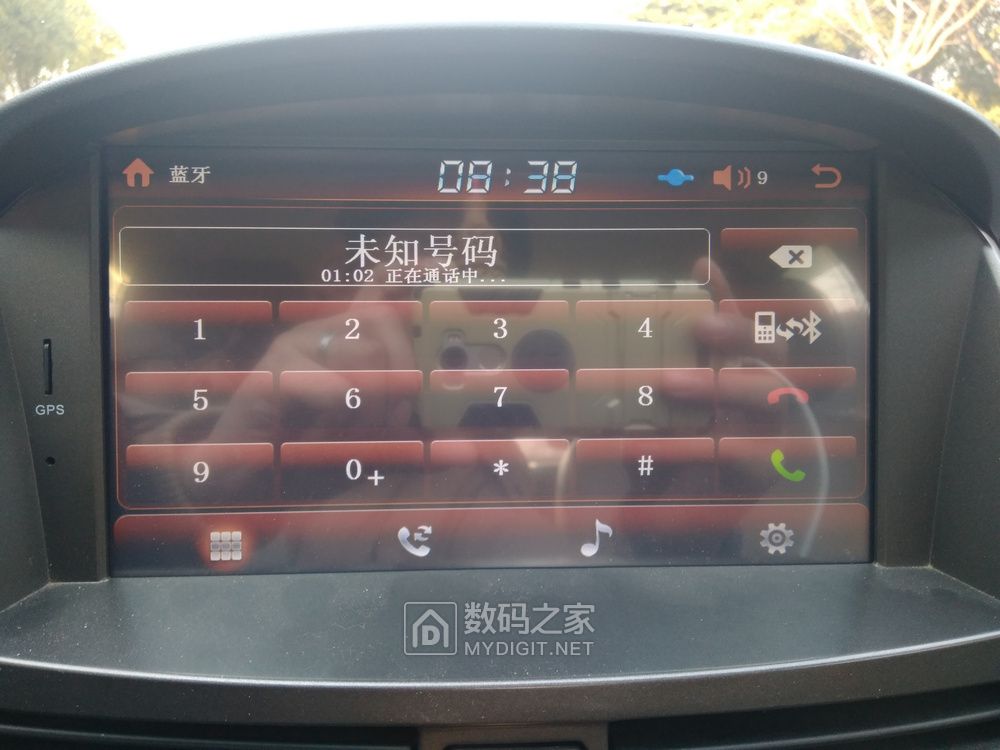 蓝牙 08:38 9
未知号码
01:02 正在通话中...
1 2 3 4
GPS
5 6 7 8
9 0+ * #
数码之家
MYDIGIT.NET